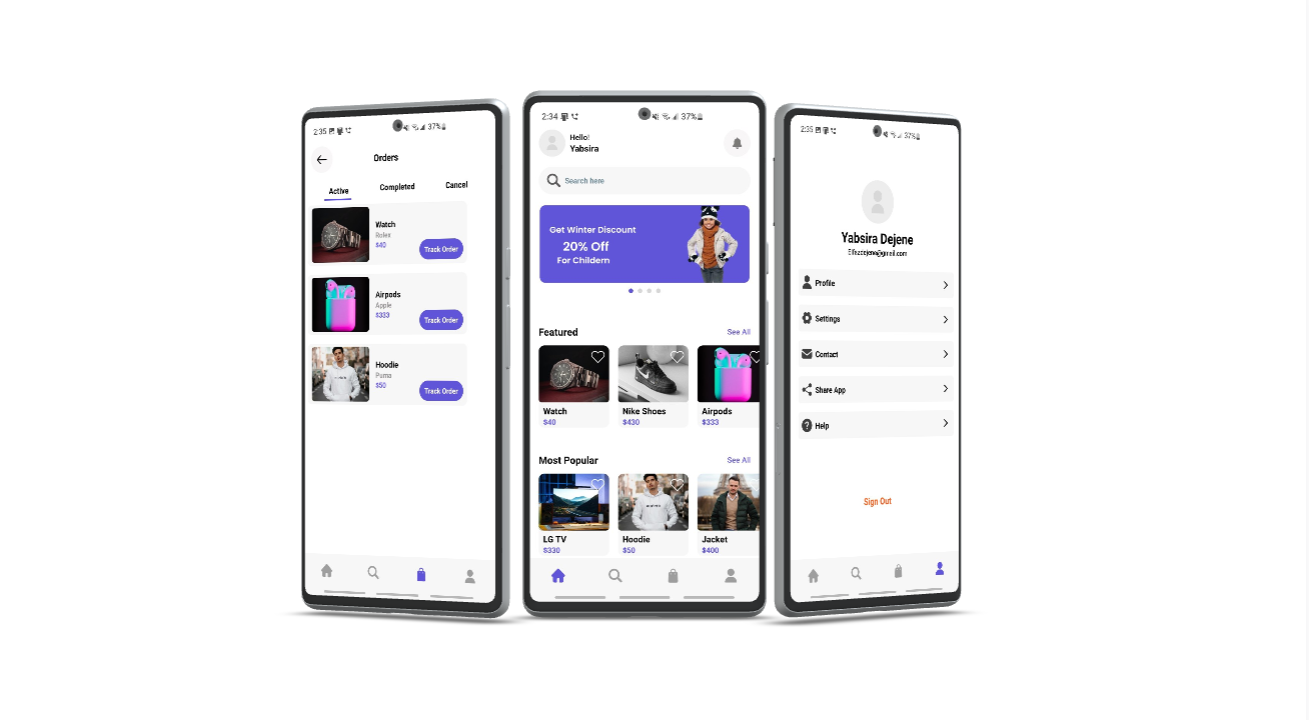 2:35
37%
Orders
Active Completed Cancel
Watch
Rolex
$40
Track Order
Airpods
Apple
$333
Track Order
Hoodie
Puma
$50
Track Order
2:34
37%
Hello!
Yabsira
Search here
Get Winter Discount
20% Off
For Childern
Featured See All
Watch Nike Shoes Airpods
$40 $430 $333
Most Popular See All
LG TV Hoodie Jacket
$330 $50 $400
2:35
37%
Yabsira Dejene
Profile
Settings
Contact
Share App
Help
Sign Out